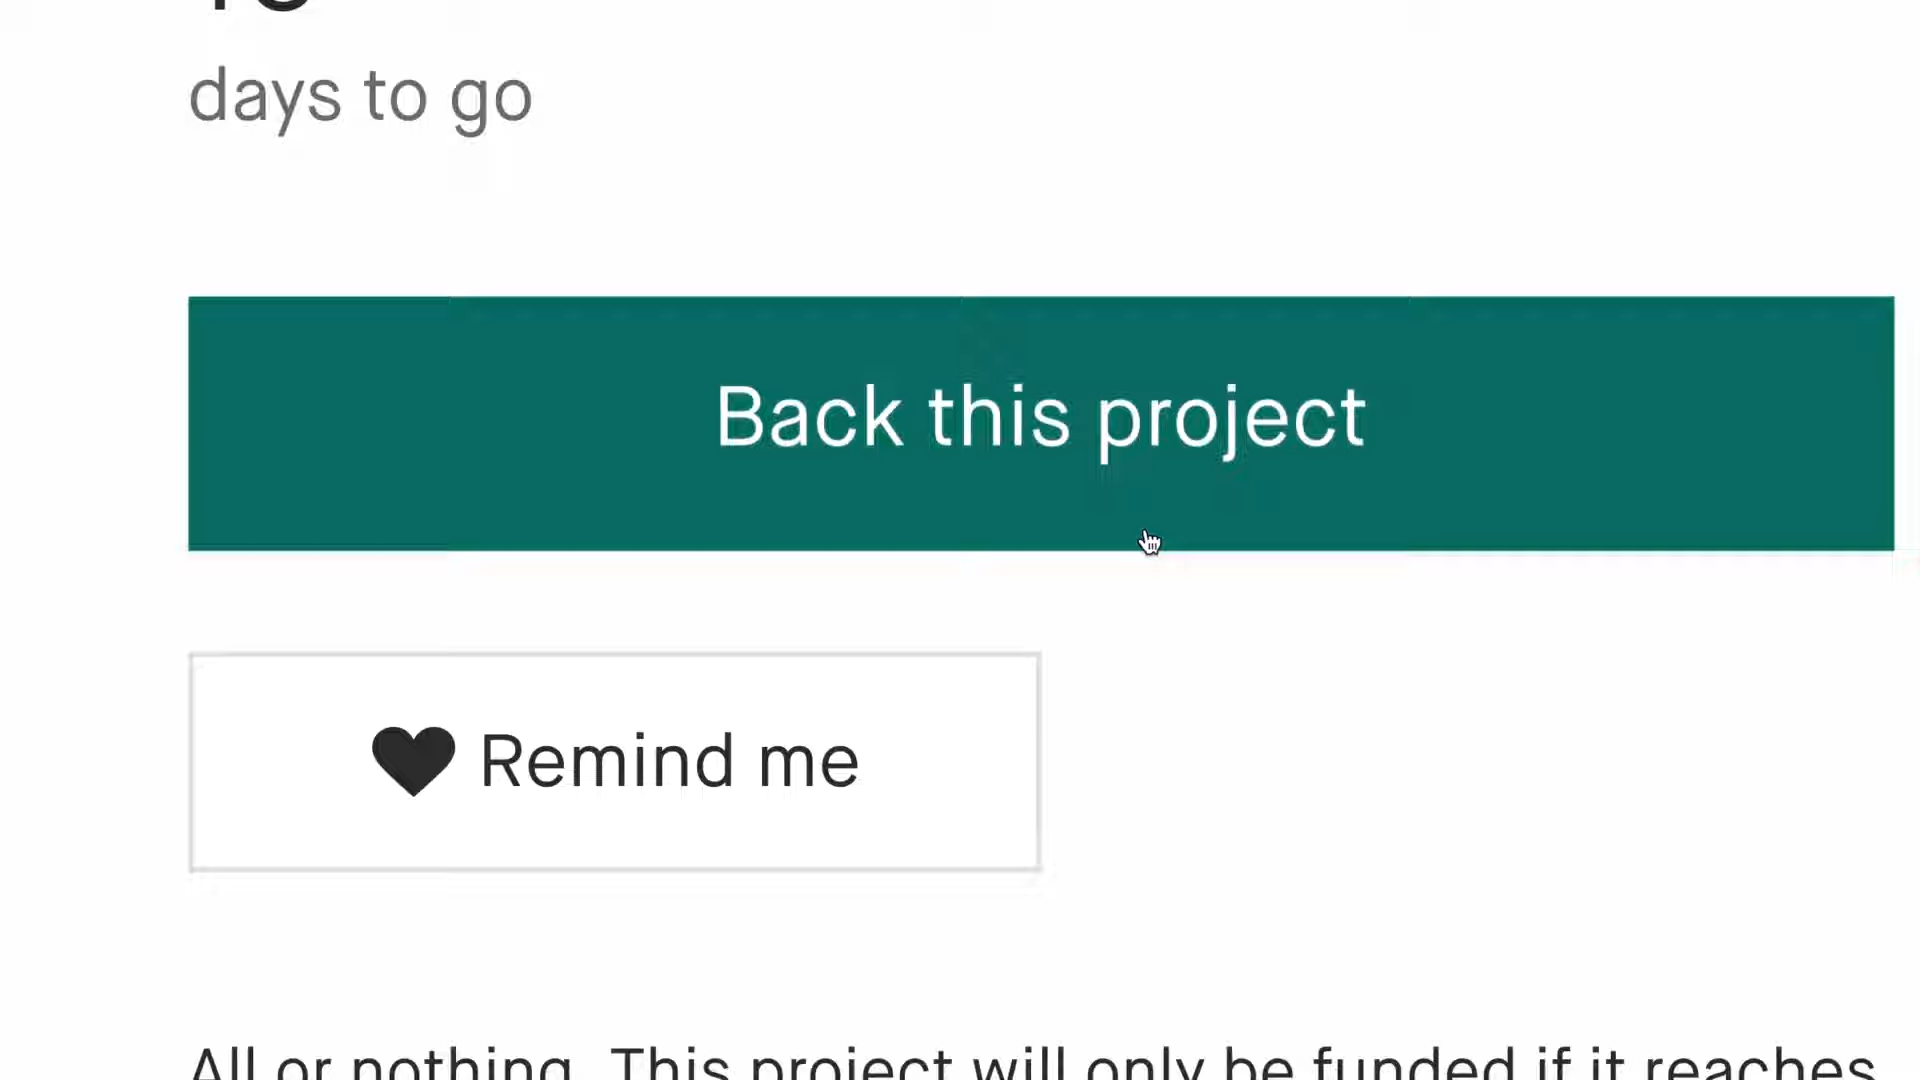 days to go
Back this project
Remind me
All or nothing. This project will only be funded if it reaches